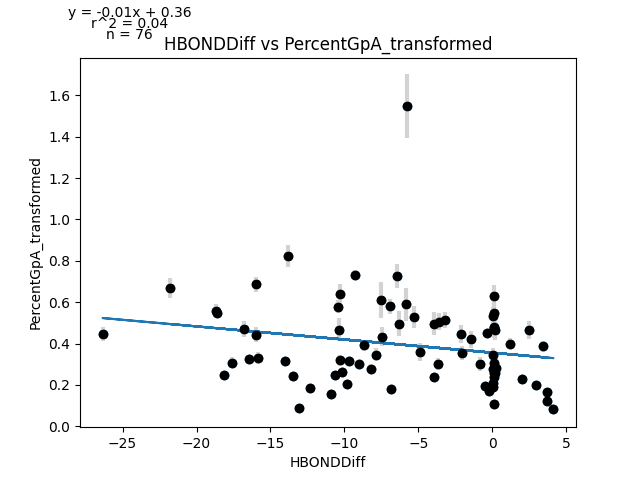 y = -0.01x + 0.36
r^2 = 0.04
n = 76
HBONDDiff vs PercentGpA_transformed
PercentGpA_transformed
1.6
1.4
1.2
1.0
0.8
0.6
0.4
0.2
0.0
−25 −20 −15 −10 −5 0 5
HBONDDiff